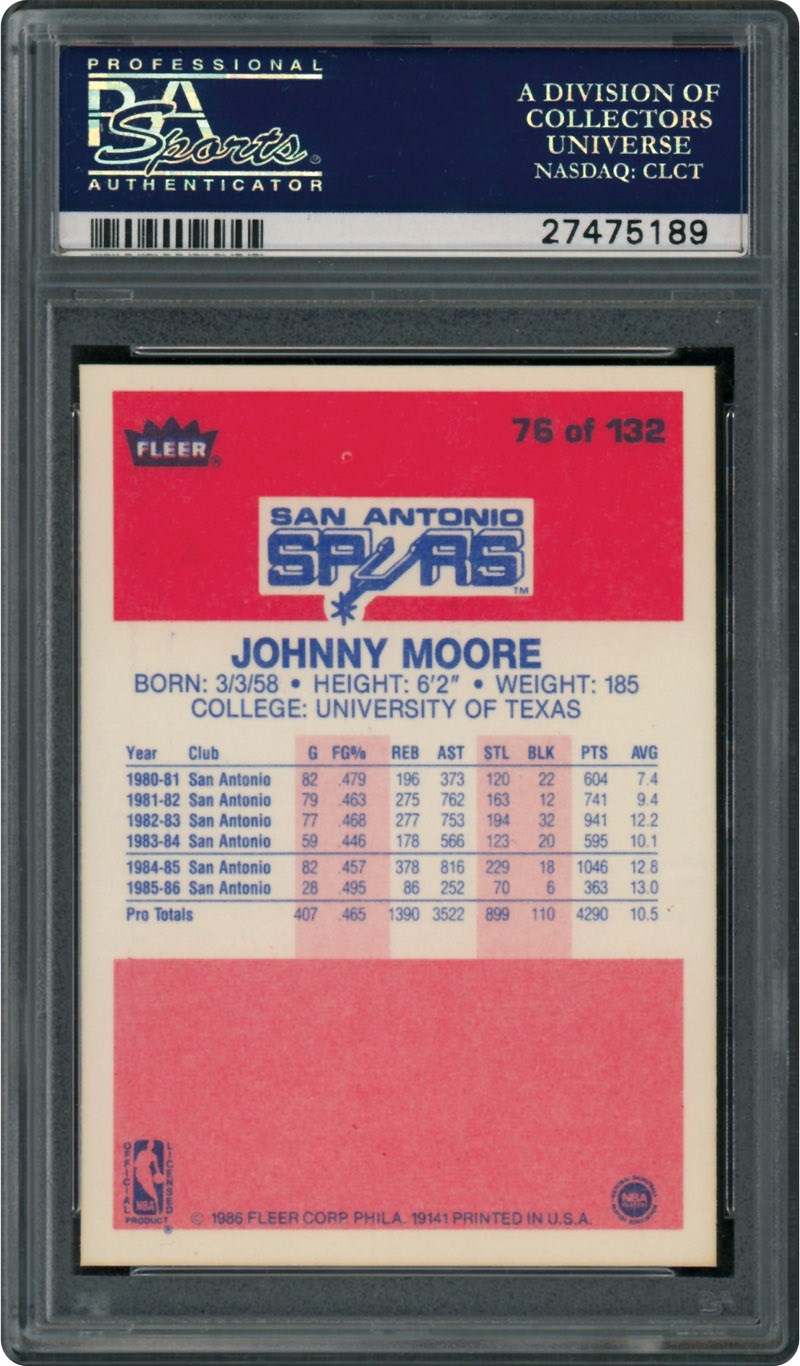 PROFESSIONAL
PSA
Sports
AUTHENTICATOR
A DIVISION OF
COLLECTORS
UNIVERSE
NASDAQ: CLCT
27475189
FLEER®
76 of 132
SAN ANTONIO
SPURS
TM
JOHNNY MOORE
BORN: 3/3/58 • HEIGHT: 6'2" • WEIGHT: 185
COLLEGE: UNIVERSITY OF TEXAS
Year Club G FG% REB AST STL BLK PTS AVG
1980-81 San Antonio 82 .479 196 373 120 22 604 7.4
1981-82 San Antonio 79 .463 275 762 163 12 741 9.4
1982-83 San Antonio 77 .468 277 753 194 32 941 12.2
1983-84 San Antonio 59 .446 178 566 123 20 595 10.1
1984-85 San Antonio 82 .457 378 816 229 18 1046 12.8
1985-86 San Antonio 28 .495 86 252 70 6 363 13.0
Pro Totals 407 .465 1390 3522 899 110 4290 10.5
OFFICIAL
NBA
LICENSED
PRODUCT ®
© 1986 FLEER CORP. PHILA. 19141 PRINTED IN U.S.A.
NBA
PLAYERS